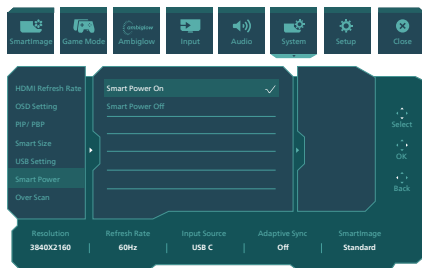 SmartImage
Game Mode
ambiglow
Ambiglow
Input
Audio
System
Setup
Close
HDMI Refresh Rate
OSD Setting
PIP/ PBP
Smart Size
USB Setting
Smart Power
Over Scan
Smart Power On
Smart Power Off
Select
OK
Back
Resolution
Refresh Rate
Input Source
Adaptive Sync
SmartImage
3840X2160
60Hz
USB C
Off
Standard